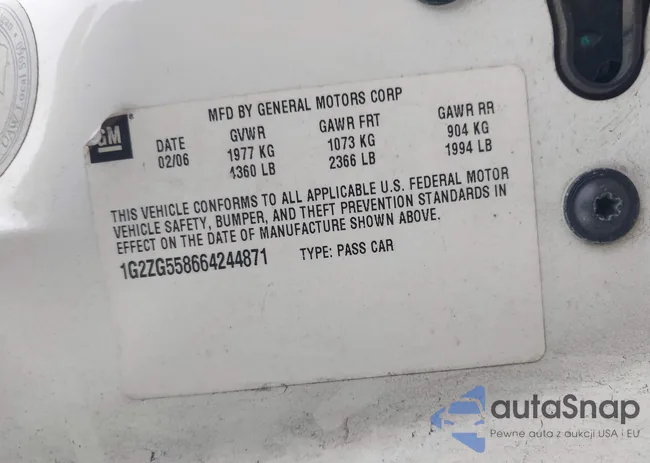 MFD BY GENERAL MOTORS CORP
GM
DATE GVWR GAWR FRT GAWR RR
02/06 1977 KG 1073 KG 904 KG
4360 LB 2366 LB 1994 LB
THIS VEHICLE CONFORMS TO ALL APPLICABLE U.S. FEDERAL MOTOR
VEHICLE SAFETY, BUMPER, AND THEFT PREVENTION STANDARDS IN
EFFECT ON THE DATE OF MANUFACTURE SHOWN ABOVE.
1G2ZG558664244871 TYPE: PASS CAR
autaSnap
Pewne auta z aukcji USA i EU